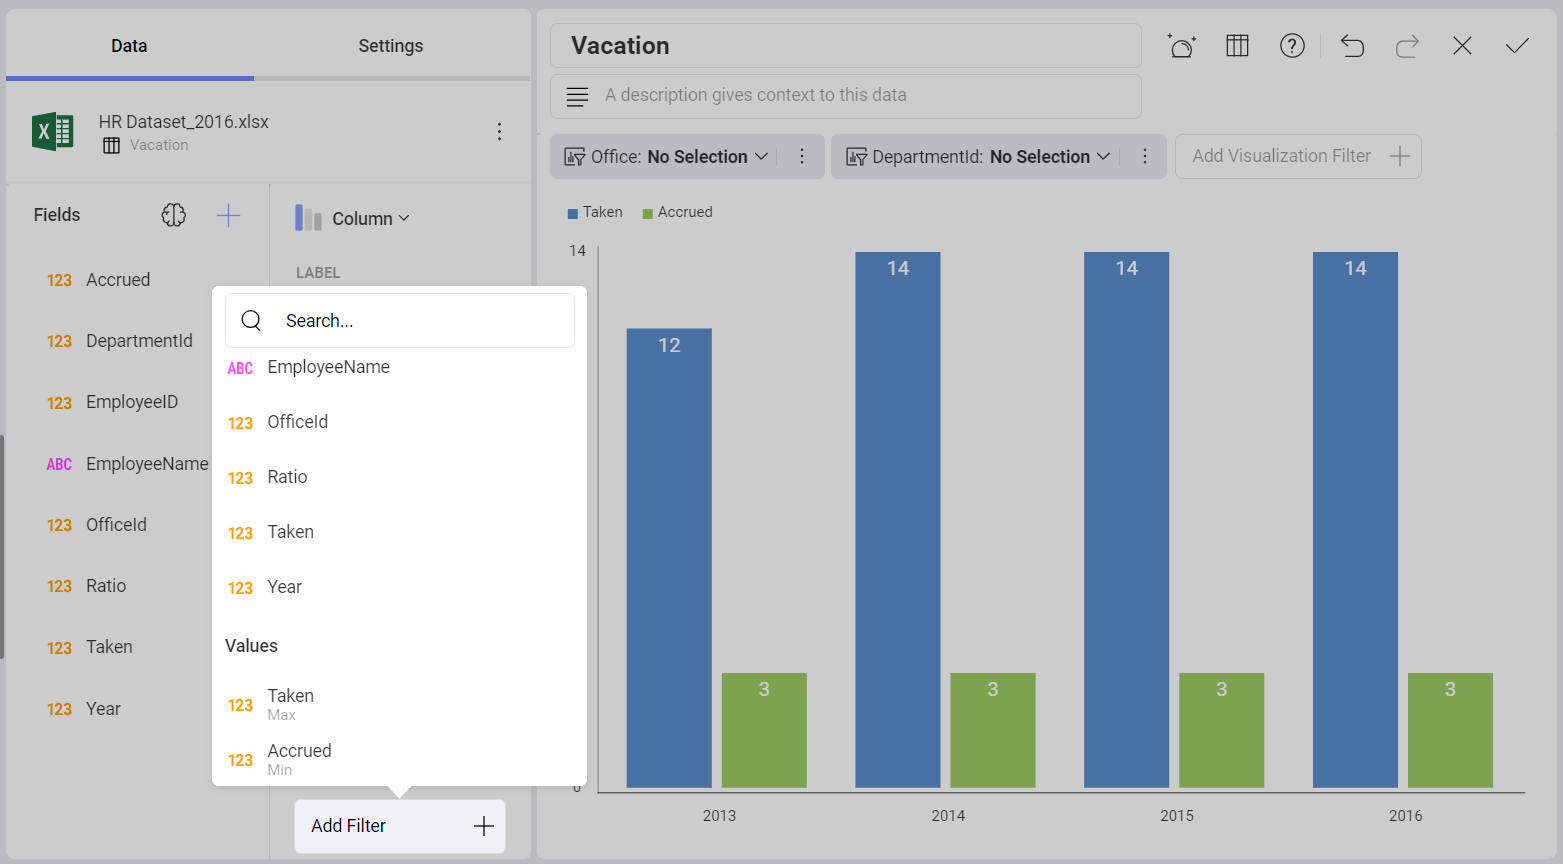 Data
Settings
HR Dataset_2016.xlsx
Vacation
Fields
123 Accrued
123 DepartmentId
123 EmployeeID
ABC EmployeeName
123 OfficeId
123 Ratio
123 Taken
123 Year
Column
LABEL
Search...
ABC EmployeeName
123 OfficeId
123 Ratio
123 Taken
123 Year
Values
123 Taken
Max
123 Accrued
Min
Add Filter
Vacation
A description gives context to this data
Office: No Selection
DepartmentId: No Selection
Add Visualization Filter
Taken
Accrued
14
12
3
14
3
14
3
14
3
2013
2014
2015
2016